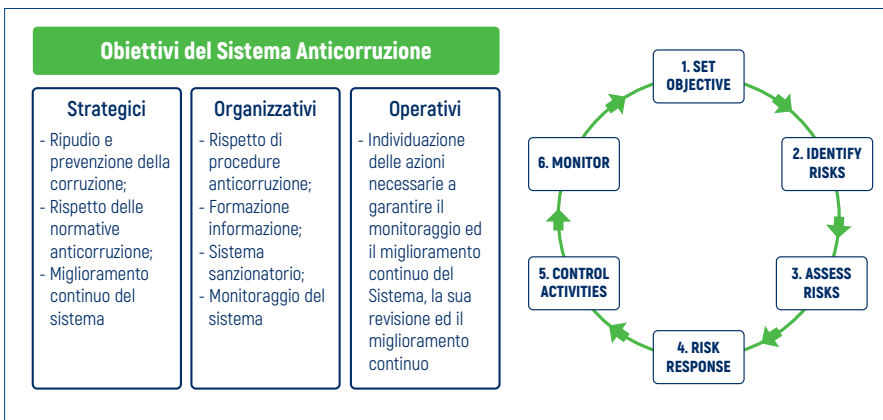 Obiettivi del Sistema Anticorruzione
Strategici
- Ripudio e
prevenzione della
corruzione;
- Rispetto delle
normative
anticorruzione;
- Miglioramento
continuo del
sistema
Organizzativi
- Rispetto di
procedure
anticorruzione;
- Formazione
informazione;
- Sistema
sanzionatorio;
- Monitoraggio del
sistema
Operativi
- Individuazione
delle azioni
necessarie a
garantire il
monitoraggio ed
il miglioramento
continuo del
Sistema, la sua
revisione ed il
miglioramento
continuo
1. SET
OBJECTIVE
2. IDENTIFY
RISKS
3. ASSESS
RISKS
4. RISK
RESPONSE
5. CONTROL
ACTIVITIES
6. MONITOR